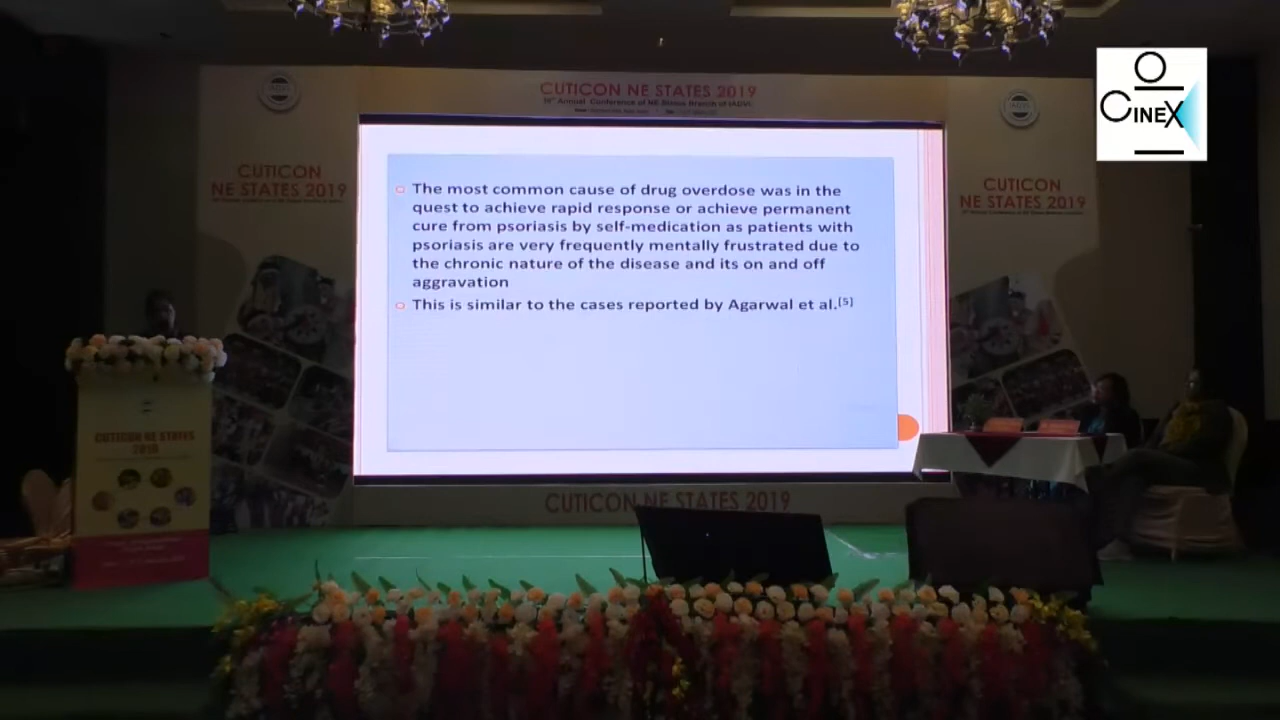 CUTICON NE STATES 2019
CINEX
CUTICON
NE STATES 2019
CUTICON
NE STATES 2019
The most common cause of drug overdose was in the
quest to achieve rapid response or achieve permanent
cure from psoriasis by self-medication as patients with
psoriasis are very frequently mentally frustrated due to
the chronic nature of the disease and its on and off
aggravation
This is similar to the cases reported by Agarwal et al.(5)
CUTICON NE STATES
2019
CUTICON NE STATES 2019